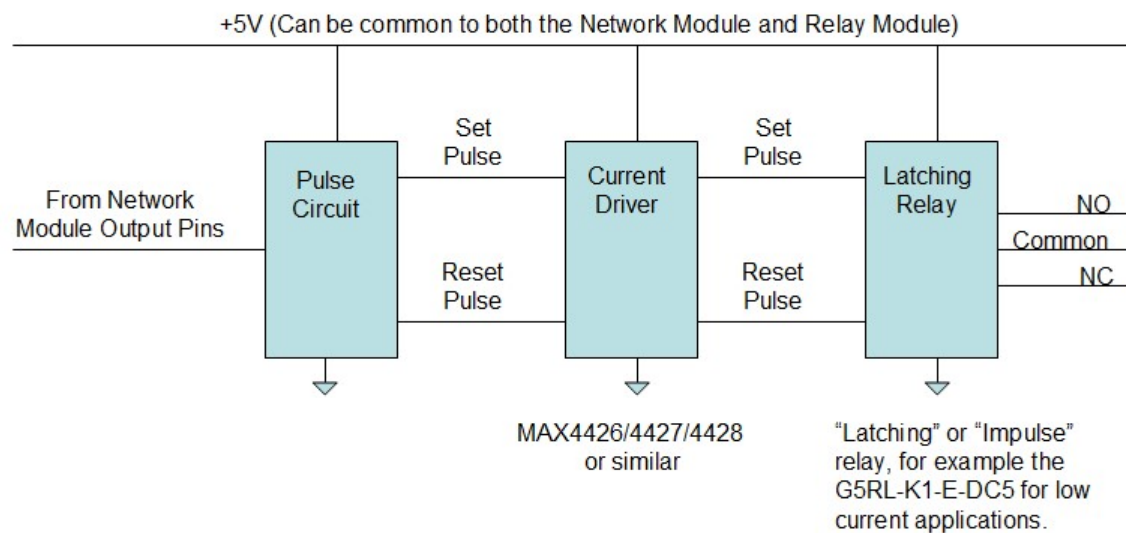 +5V (Can be common to both the Network Module and Relay Module)
From Network
Module Output Pins
Pulse
Circuit
Set
Pulse
Reset
Pulse
Current
Driver
Set
Pulse
Reset
Pulse
Latching
Relay
NO
Common
NC
MAX4426/4427/4428
or similar
“Latching” or “Impulse”
relay, for example the
G5RL-K1-E-DC5 for low
current applications.